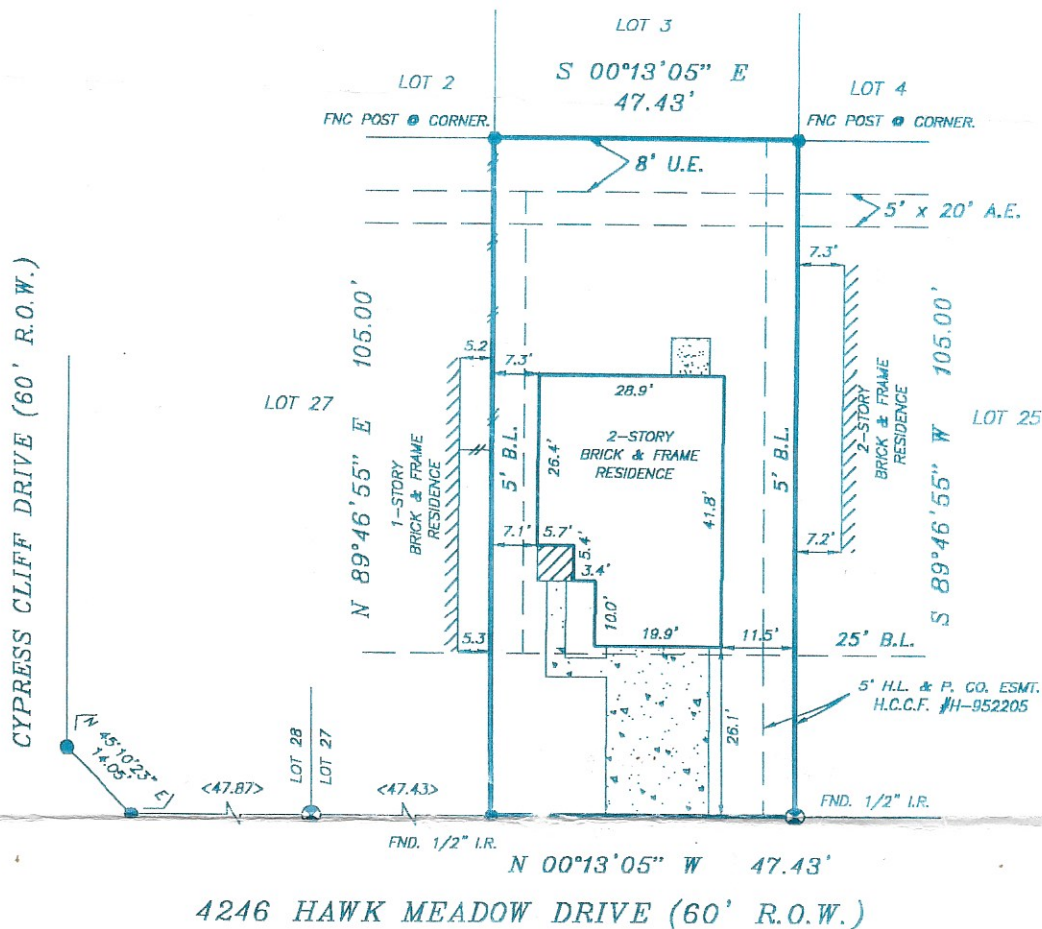 LOT 3
S 00°13'05" E
47.43'
LOT 2
LOT 4
FNC POST @ CORNER.
FNC POST @ CORNER.
8' U.E.
5' x 20' A.E.
7.3'
CYPRESS CLIFF DRIVE (60' R.O.W.)
N 89°46'55" E 105.00'
S 89°46'55" W 105.00'
5.2
7.3'
28.9'
LOT 27
LOT 25
1-STORY
BRICK & FRAME
RESIDENCE
5' B.L.
26.4'
2-STORY
BRICK & FRAME
RESIDENCE
41.8'
5' B.L.
2-STORY
BRICK & FRAME
RESIDENCE
7.1'
5.7'
5.4'
3.4'
7.2'
10.0'
5.3
19.9'
11.5'
25' B.L.
26.1'
5' H.L. & P. CO. ESMT.
H.C.C.F. #H-952205
N 45°10'23" E
14.05'
<47.87>
LOT 28
LOT 27
<47.43>
FND. 1/2" I.R.
FND. 1/2" I.R.
N 00°13'05" W 47.43'
4246 HAWK MEADOW DRIVE (60' R.O.W.)